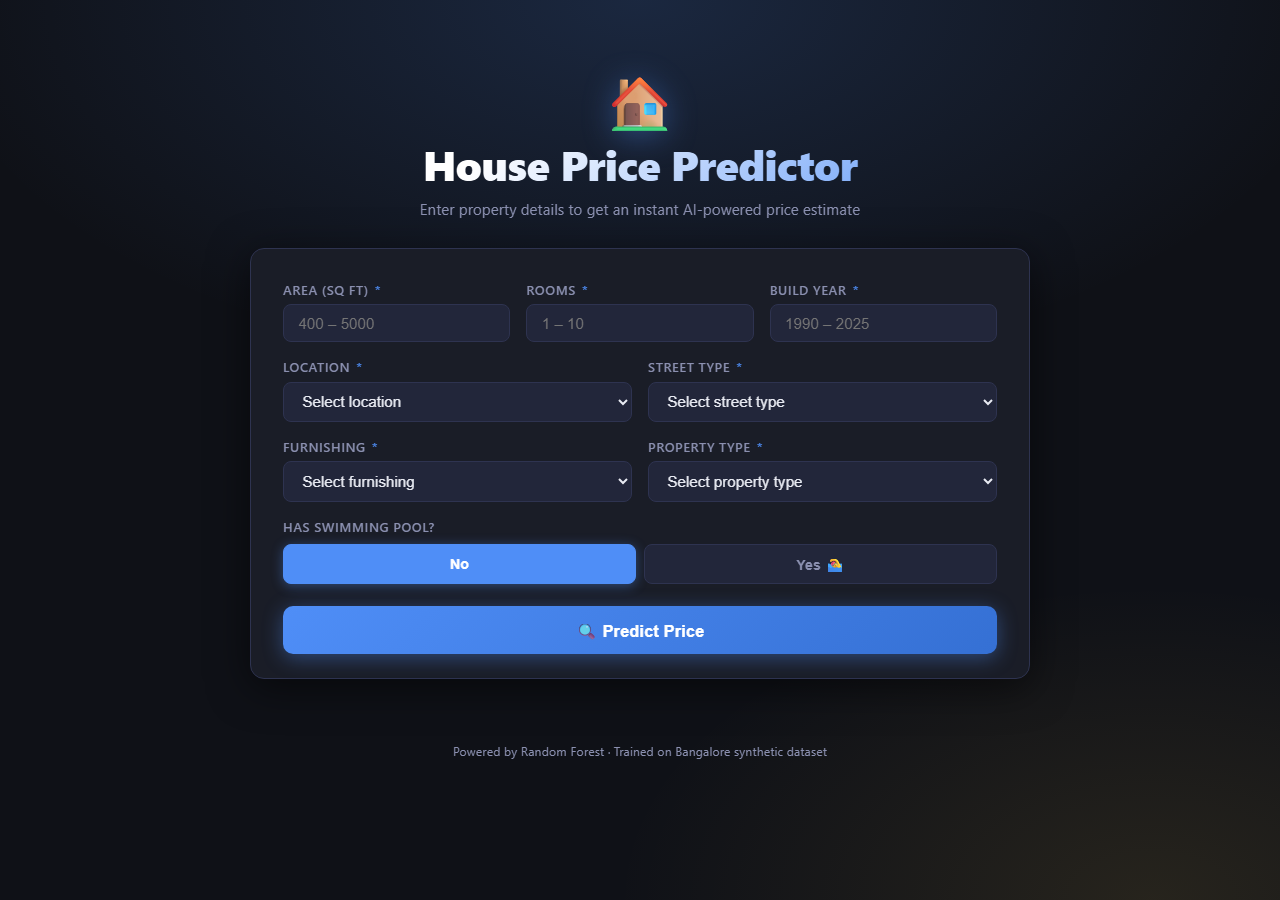 House Price Predictor
Enter property details to get an instant AI-powered price estimate
AREA (SQ FT) * ROOMS * BUILD YEAR *
400 – 5000 1 – 10 1990 – 2025
LOCATION * STREET TYPE *
Select location Select street type
FURNISHING * PROPERTY TYPE *
Select furnishing Select property type
HAS SWIMMING POOL?
No Yes
Predict Price
Powered by Random Forest · Trained on Bangalore synthetic dataset